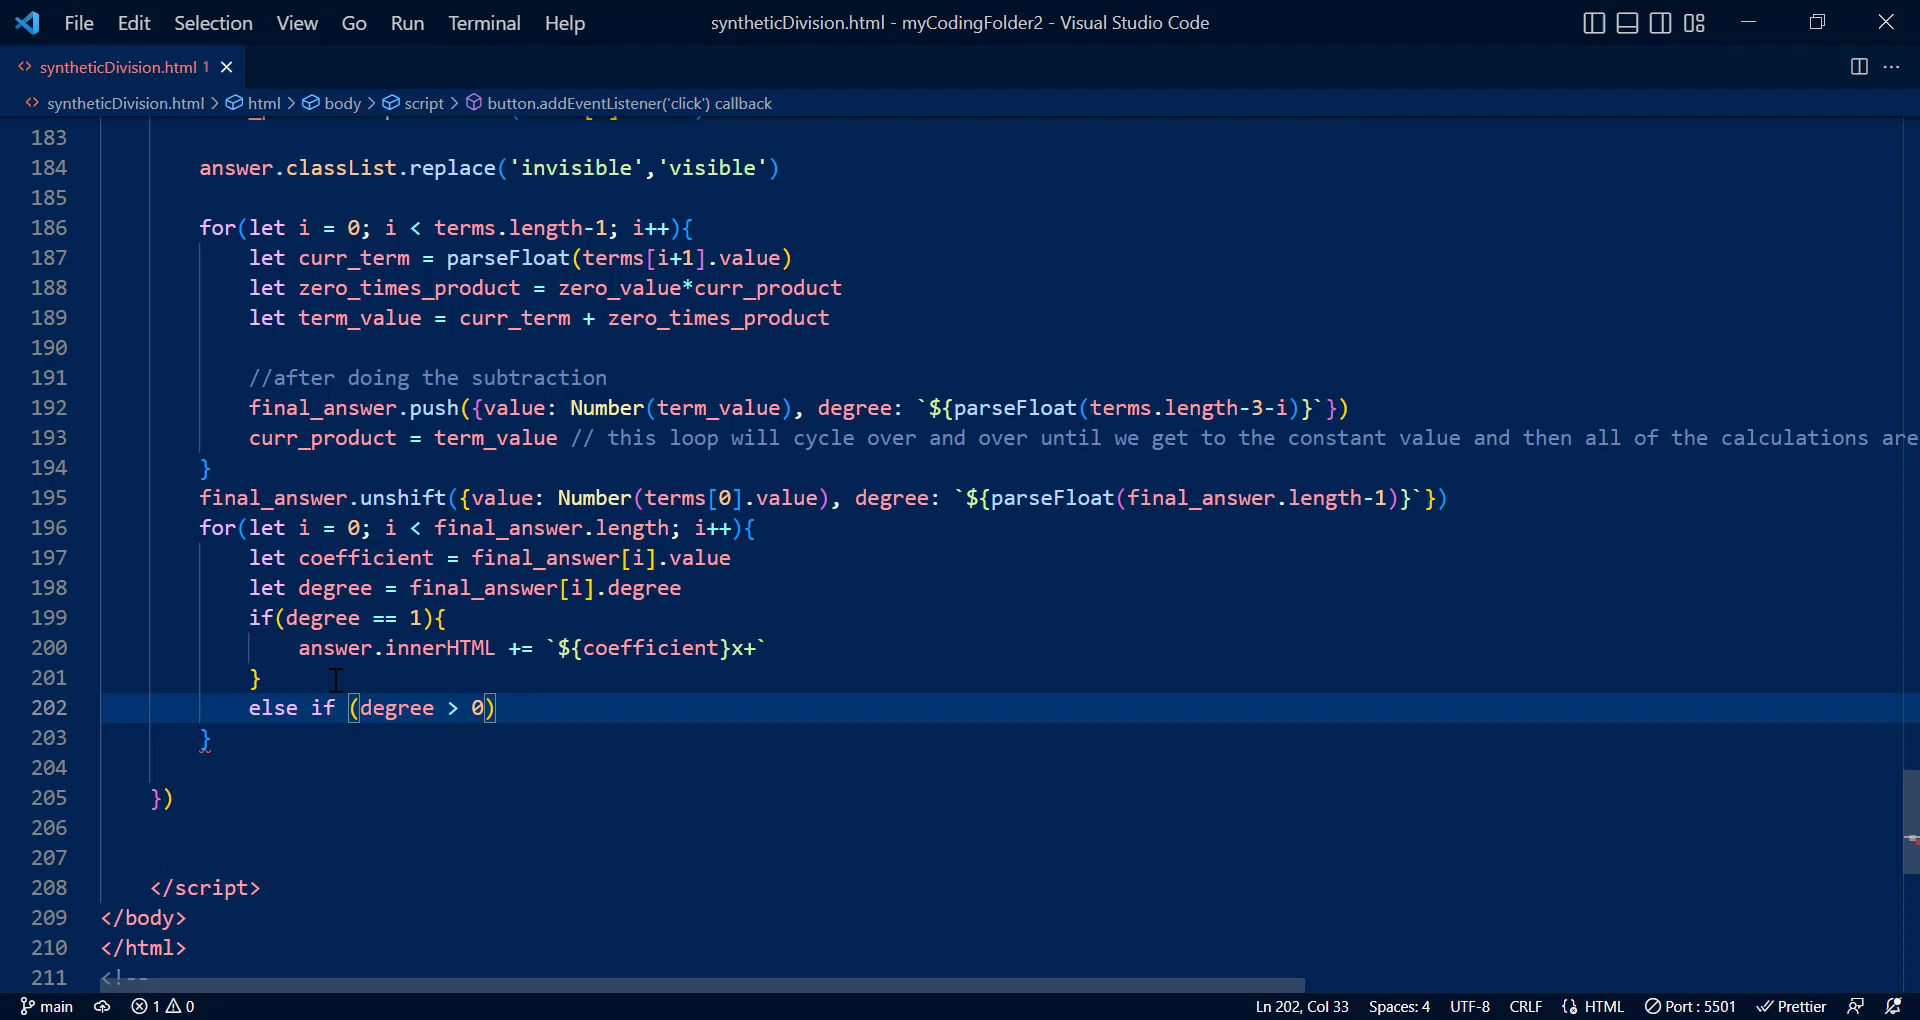 File Edit Selection View Go Run Terminal Help syntheticDivision.html - myCodingFolder2 - Visual Studio Code
syntheticDivision.html 1
syntheticDivision.html > html > body > script > button.addEventListener('click') callback
183
184 answer.classList.replace('invisible','visible')
185
186 for(let i = 0; i < terms.length-1; i++){
187 let curr_term = parseFloat(terms[i+1].value)
188 let zero_times_product = zero_value*curr_product
189 let term_value = curr_term + zero_times_product
190
191 //after doing the subtraction
192 final_answer.push({value: Number(term_value), degree: `${parseFloat(terms.length-3-i)}`})
193 curr_product = term_value // this loop will cycle over and over until we get to the constant value and then all of the calculations are
194 }
195 final_answer.unshift({value: Number(terms[0].value), degree: `${parseFloat(final_answer.length-1)}`})
196 for(let i = 0; i < final_answer.length; i++){
197 let coefficient = final_answer[i].value
198 let degree = final_answer[i].degree
199 if(degree == 1){
200 answer.innerHTML += `${coefficient}x+`
201 }
202 else if (degree > 0)
203 }
204
205 })
206
207
208 </script>
209 </body>
210 </html>
211 <!--
main 1 0 Ln 202, Col 33 Spaces: 4 UTF-8 CRLF HTML Port : 5501 Prettier